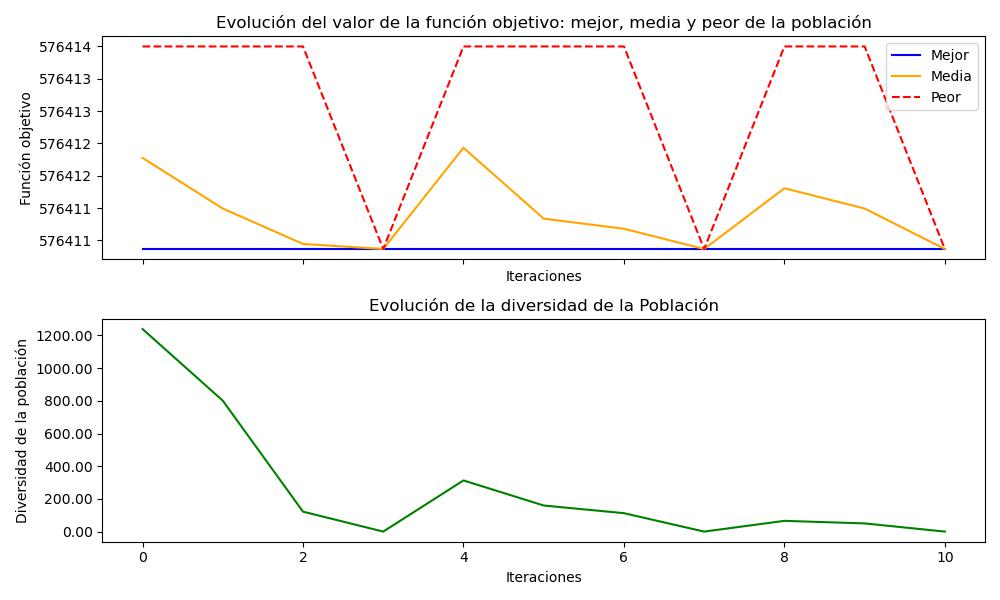 Evolución del valor de la función objetivo: mejor, media y peor de la población
576414
576413
576413
576412
576412
576411
576411
Función objetivo
Mejor
Media
Peor
Iteraciones
Evolución de la diversidad de la Población
1200.00
1000.00
800.00
600.00
400.00
200.00
0.00
Diversidad de la población
0 2 4 6 8 10
Iteraciones